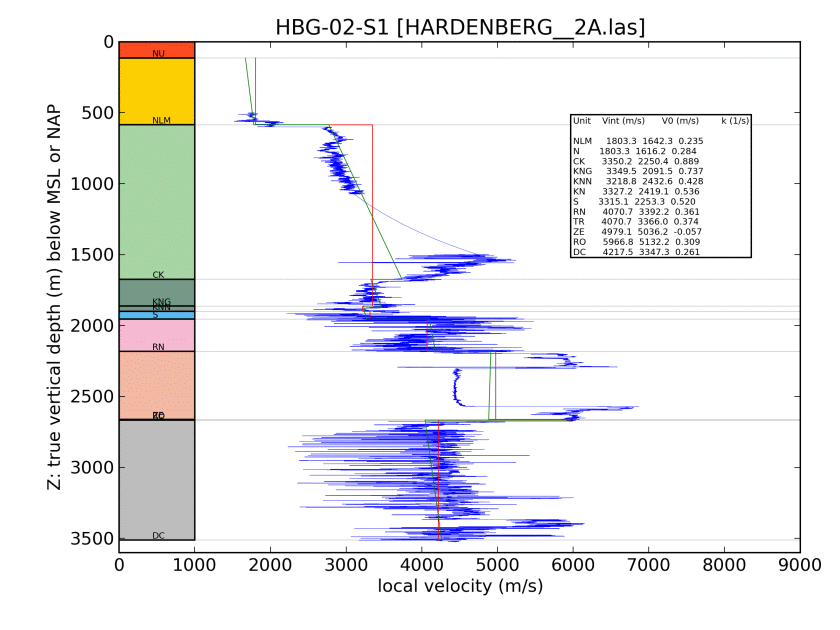 HBG-02-S1 [HARDENBERG__2A.las]
Z: true vertical depth (m) below MSL or NAP
0
500
1000
1500
2000
2500
3000
3500
NU
NLM
CK
KNG
KNN
S
RN
DC
Unit Vint (m/s) V0 (m/s) k (1/s)
NLM 1803.3 1642.3 0.235
N 1803.3 1616.2 0.284
CK 3350.2 2250.4 0.889
KNG 3349.5 2091.5 0.737
KNN 3218.8 2432.6 0.428
KN 3327.2 2419.1 0.536
S 3315.1 2253.3 0.520
RN 4070.7 3392.2 0.361
TR 4070.7 3366.0 0.374
ZE 4979.1 5036.2 -0.057
RO 5966.8 5132.2 0.309
DC 4217.5 3347.3 0.261
0 1000 2000 3000 4000 5000 6000 7000 8000 9000
local velocity (m/s)